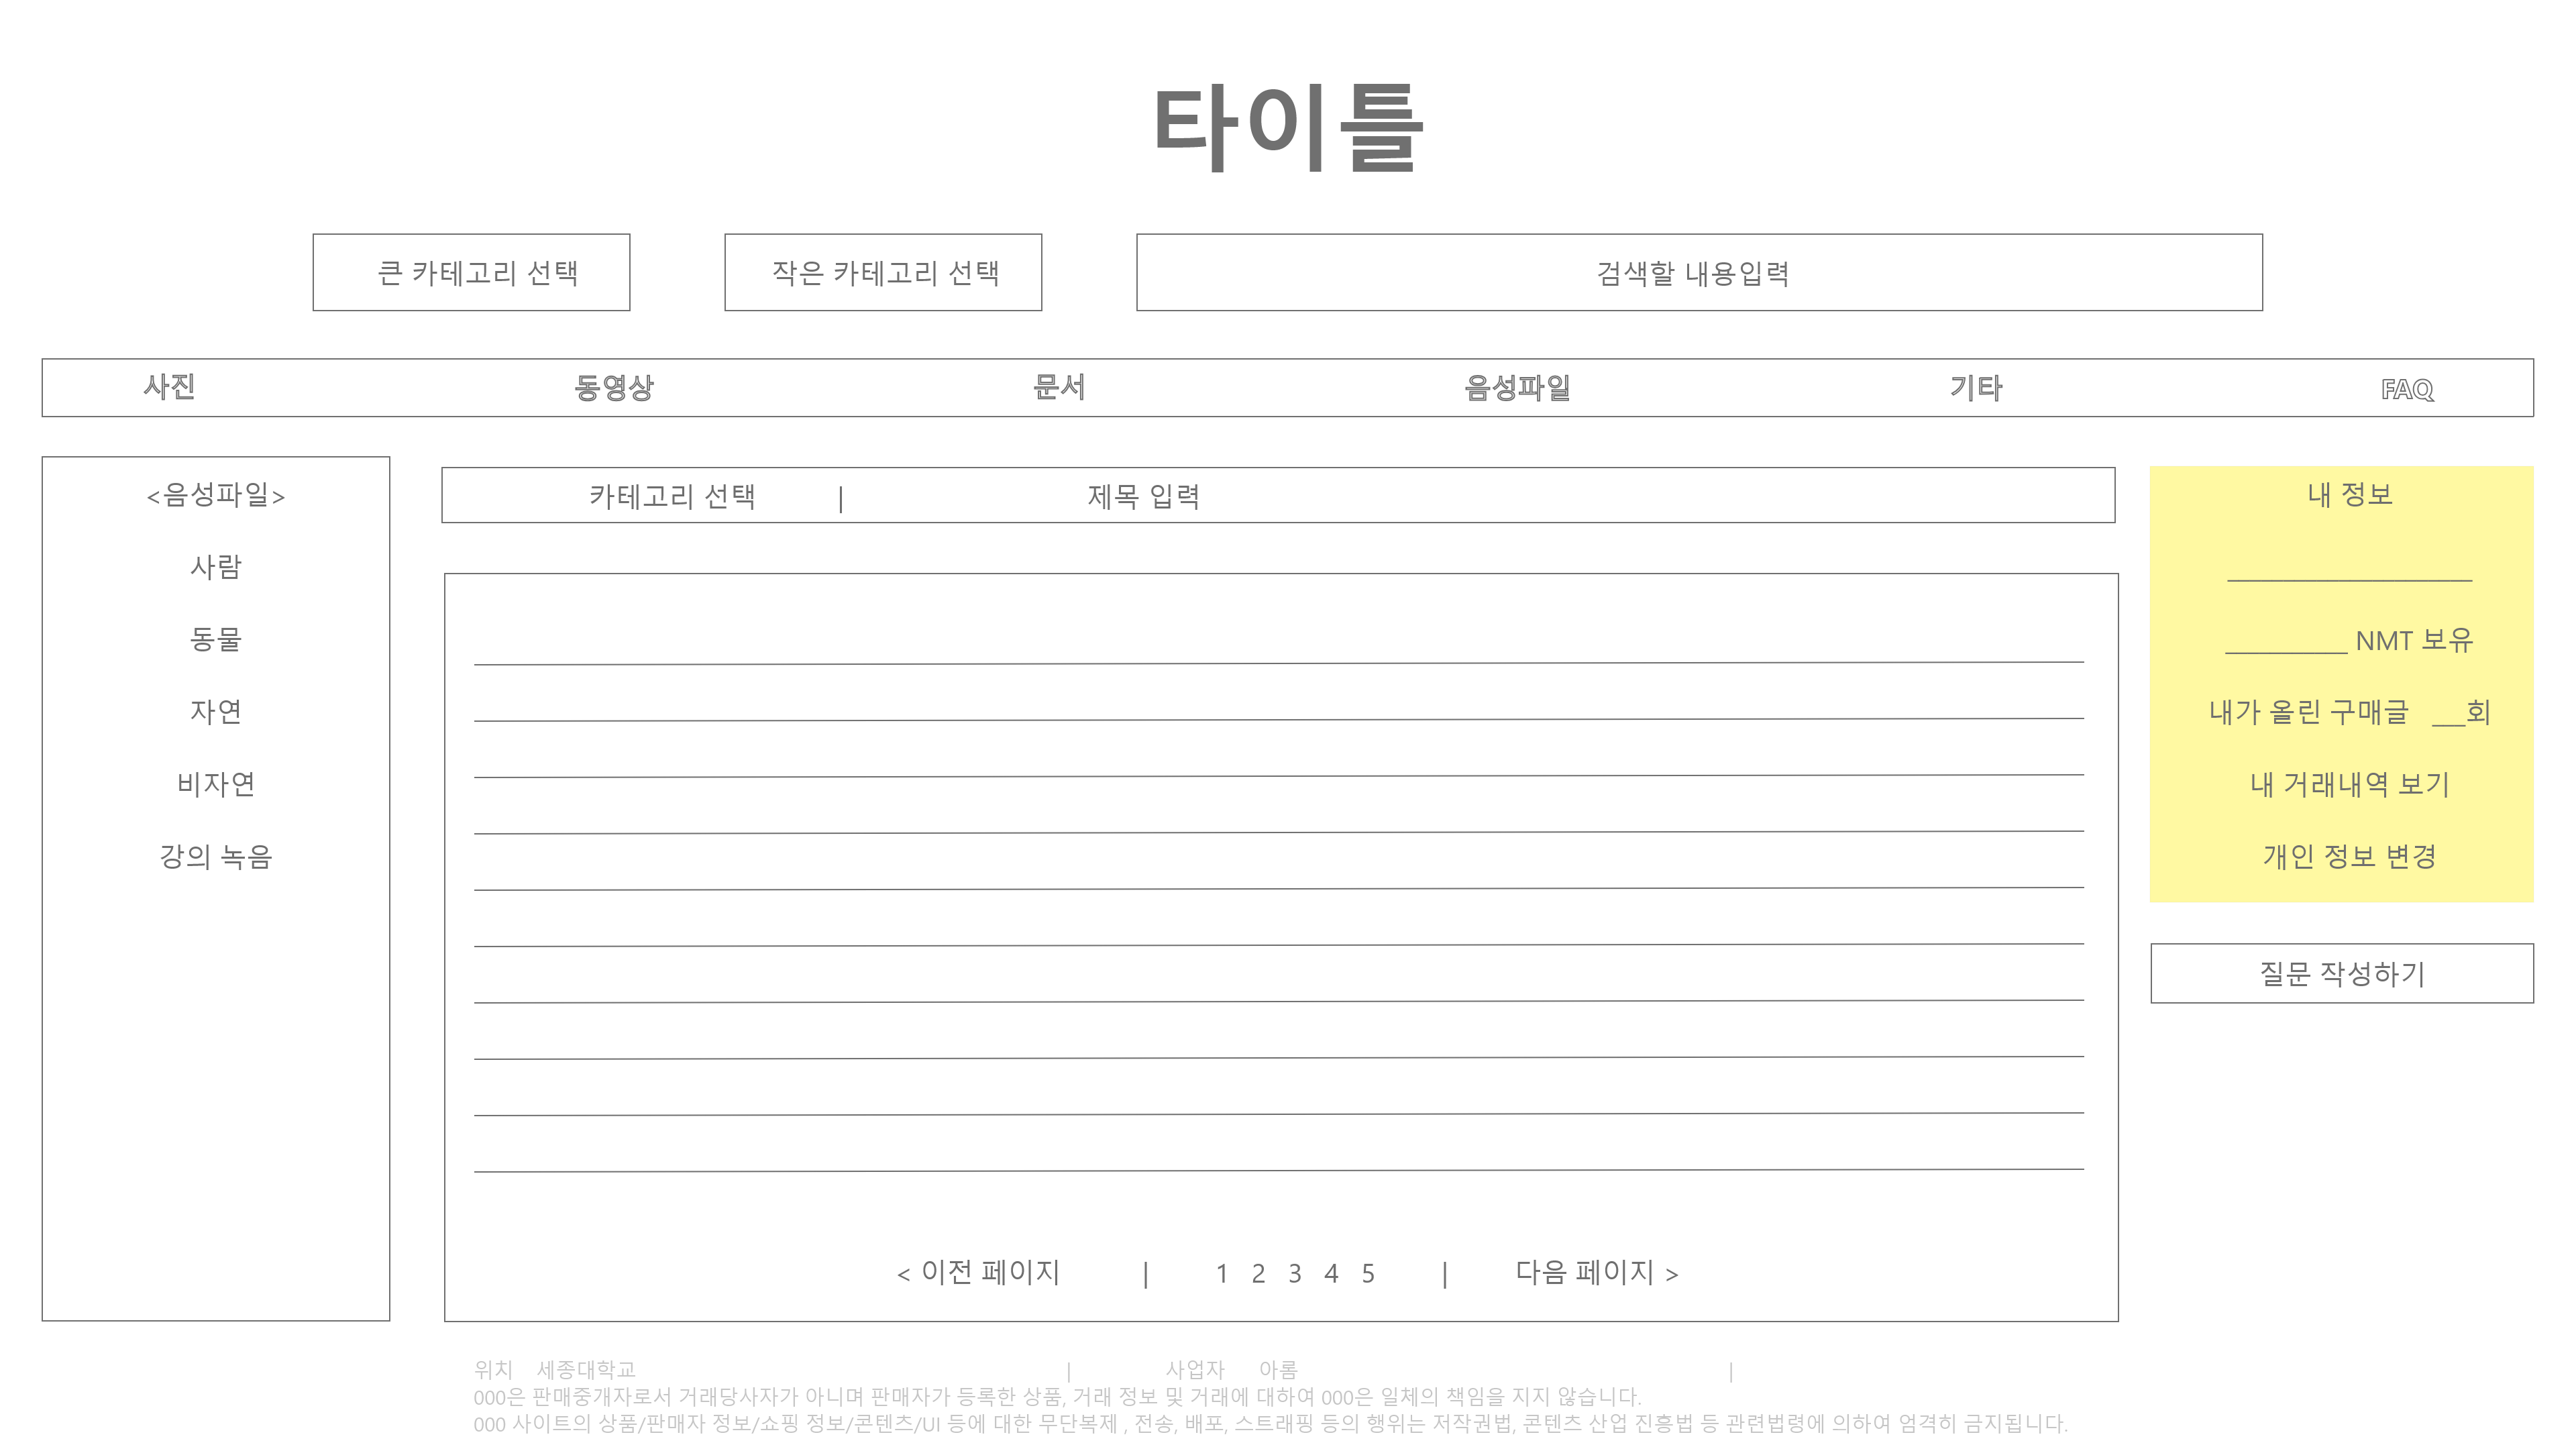 타이틀
큰 카테고리 선택
작은 카테고리 선택
검색할 내용입력
사진 동영상 문서 음성파일 기타 FAQ
<음성파일>
사람
동물
자연
비자연
강의 녹음
카테고리 선택 | 제목 입력
< 이전 페이지 | 1 2 3 4 5 | 다음 페이지 >
내 정보
____________________
__________ NMT 보유
내가 올린 구매글 ___회
내 거래내역 보기
개인 정보 변경
질문 작성하기
위치 세종대학교 | 사업자 아롬 |
000은 판매중개자로서 거래당사자가 아니며 판매자가 등록한 상품, 거래 정보 및 거래에 대하여 000은 일체의 책임을 지지 않습니다.
000 사이트의 상품/판매자 정보/쇼핑 정보/콘텐츠/UI 등에 대한 무단복제 , 전송, 배포, 스트래핑 등의 행위는 저작권법, 콘텐츠 산업 진흥법 등 관련법령에 의하여 엄격히 금지됩니다.